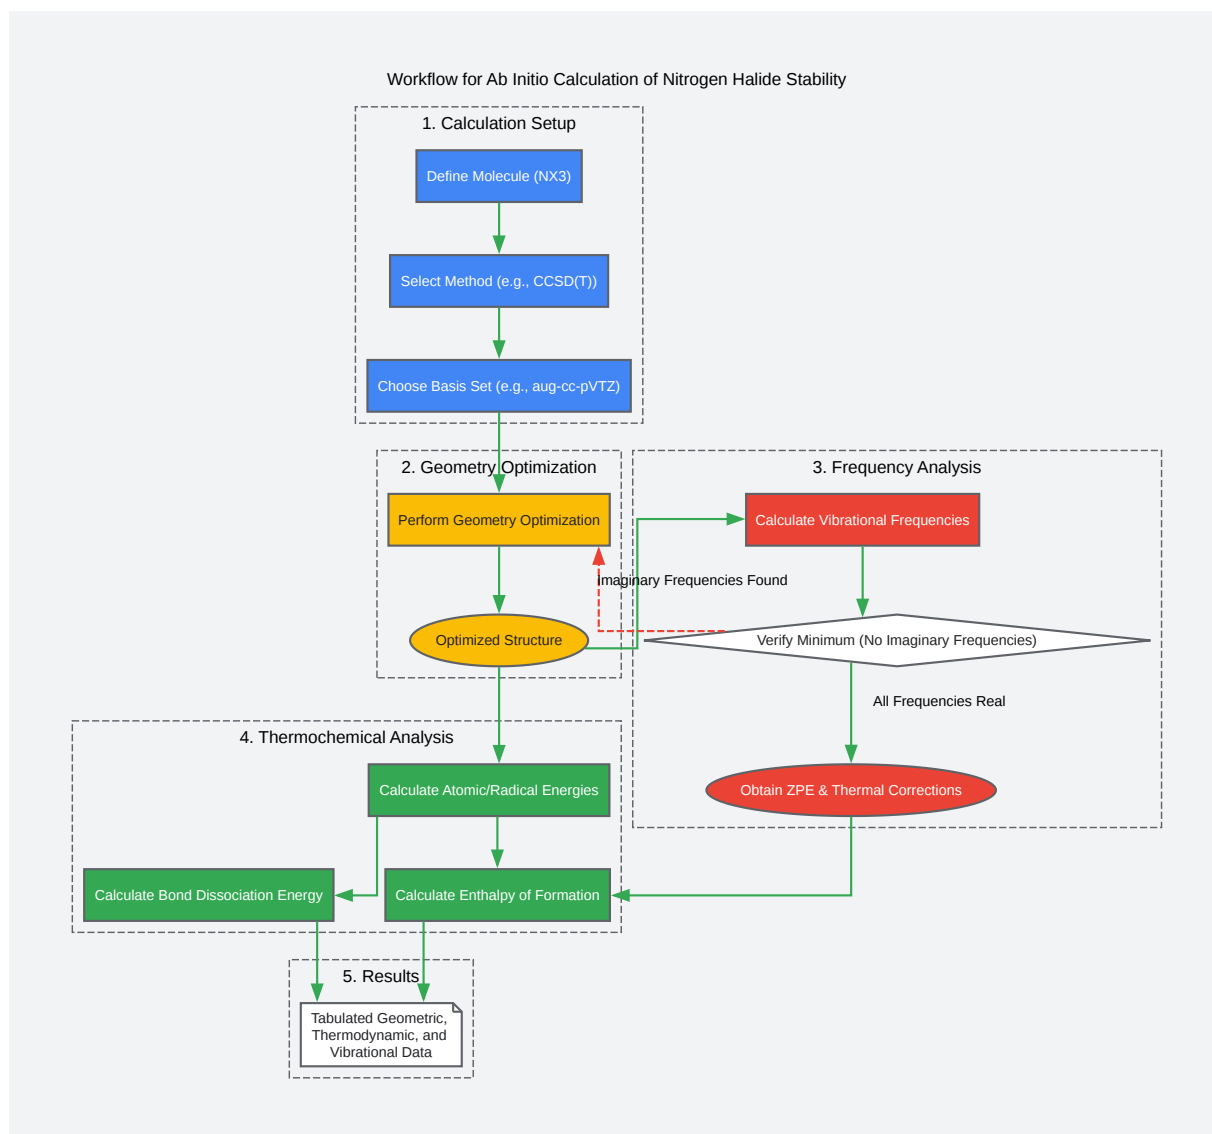 Workflow for Ab Initio Calculation of Nitrogen Halide Stability
1. Calculation Setup
Define Molecule (NX3)
Select Method (e.g., CCSD(T))
Choose Basis Set (e.g., aug-cc-pVTZ)
2. Geometry Optimization
Perform Geometry Optimization
Optimized Structure
3. Frequency Analysis
Calculate Vibrational Frequencies
Imaginary Frequencies Found
Verify Minimum (No Imaginary Frequencies)
All Frequencies Real
Obtain ZPE & Thermal Corrections
4. Thermochemical Analysis
Calculate Atomic/Radical Energies
Calculate Bond Dissociation Energy
Calculate Enthalpy of Formation
5. Results
Tabulated Geometric,
Thermodynamic, and
Vibrational Data